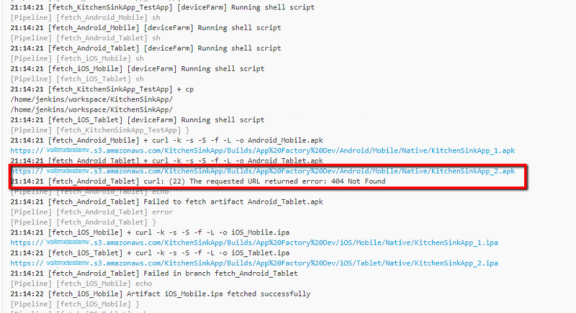 21:14:21 [fetch_KitchenSinkApp_TestApp] [deviceFarm] Running shell script
[Pipeline] [fetch_Android_Mobile] sh
21:14:21 [fetch_Android_Mobile] [deviceFarm] Running shell script
[Pipeline] [fetch_Android_Tablet] sh
21:14:21 [fetch_Android_Tablet] [deviceFarm] Running shell script
[Pipeline] [fetch_iOS_Mobile] sh
21:14:21 [fetch_iOS_Mobile] [deviceFarm] Running shell script
[Pipeline] [fetch_iOS_Tablet] sh
21:14:21 [fetch_KitchenSinkApp_TestApp] + cp
/home/jenkins/workspace/KitchenSinkApp/
/home/jenkins/workspace/KitchenSinkApp/
21:14:21 [fetch_iOS_Tablet] [deviceFarm] Running shell script
[Pipeline] [fetch_KitchenSinkApp_TestApp] }
21:14:21 [fetch_Android_Mobile] + curl -k -s -S -f -L -o Android_Mobile.apk
https:// voltmxtestenv.s3.amazonaws.com/KitchenSinkApp/Builds/App%20Factory%20Dev/Android/Mobile/Native/KitchenSinkApp_1.apk
21:14:21 [fetch_Android_Tablet] + curl -k -s -S -f -L -o Android_Tablet.apk
https:// voltmxtestenv.s3.amazonaws.com/KitchenSinkApp/Builds/App%20Factory%20Dev/Android/Mobile/Native/KitchenSinkApp_2.apk
21:14:21 [fetch_Android_Tablet] curl: (22) The requested URL returned error: 404 Not Found
[Pipeline] [fetch_Android_Tablet] echo
21:14:21 [fetch_Android_Tablet] Failed to fetch artifact Android_Tablet.apk
[Pipeline] [fetch_Android_Tablet] error
[Pipeline] [fetch_Android_Tablet] }
21:14:21 [fetch_iOS_Mobile] + curl -k -s -S -f -L -o iOS_Mobile.ipa
https:// voltmxtestenv.s3.amazonaws.com/KitchenSinkApp/Builds/App%20Factory%20Dev/iOS/Mobile/Native/KitchenSinkApp_1.ipa
21:14:21 [fetch_iOS_Tablet] + curl -k -s -S -f -L -o iOS_Tablet.ipa
https:// voltmxtestenv.s3.amazonaws.com/KitchenSinkApp/Builds/App%20Factory%20Dev/iOS/Tablet/Native/KitchenSinkApp_2.ipa
21:14:21 [fetch_Android_Tablet] Failed in branch fetch_Android_Tablet
[Pipeline] [fetch_iOS_Mobile] echo
21:14:22 [fetch_iOS_Mobile] Artifact iOS_Mobile.ipa fetched successfully
[Pipeline] [fetch_iOS_Mobile] }
[Pipeline] [fetch_iOS_Tablet] echo